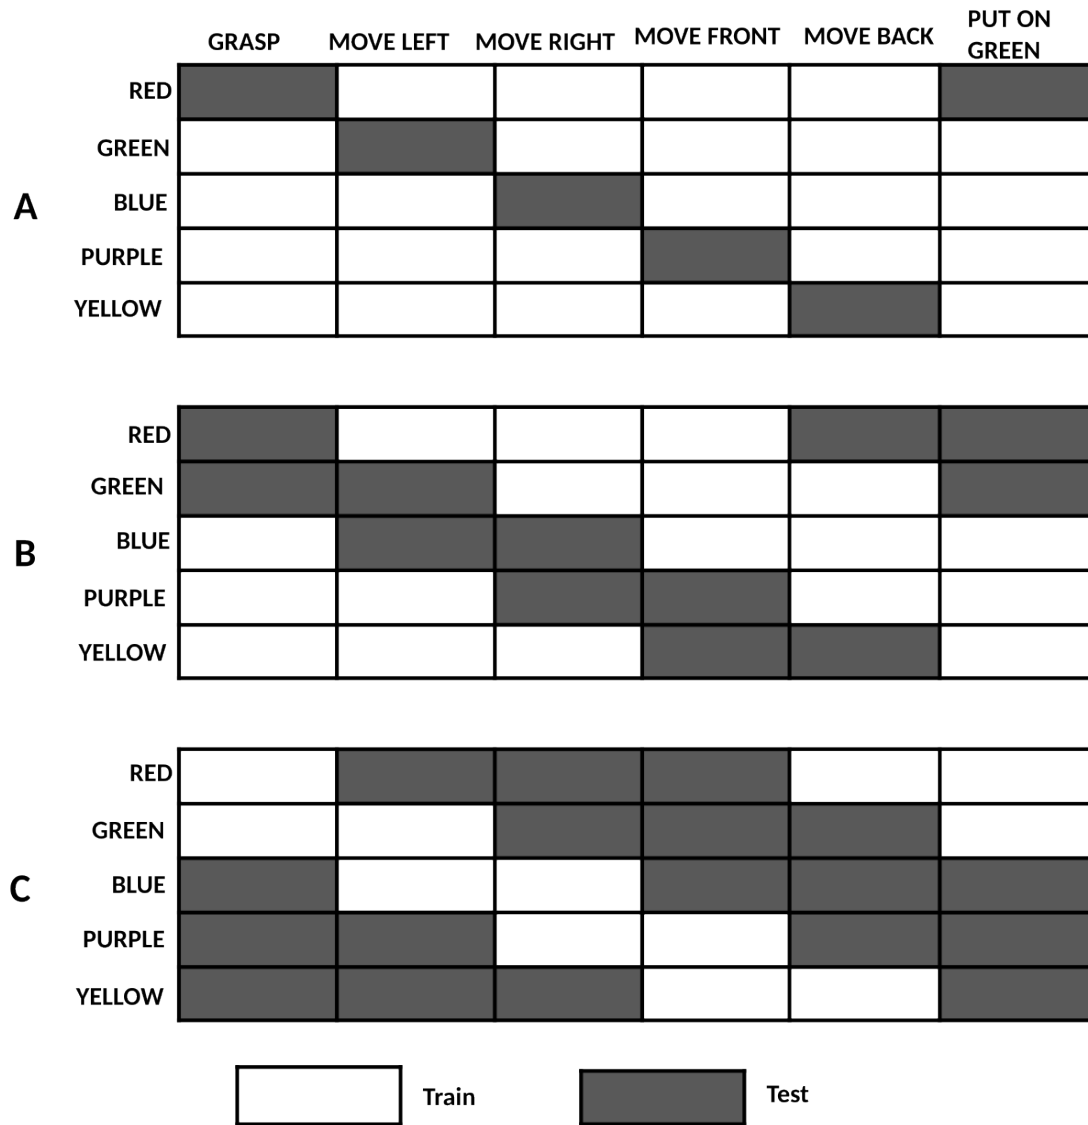 GRASP MOVE LEFT MOVE RIGHT MOVE FRONT MOVE BACK PUT ON
GREEN
RED
GREEN
A BLUE
PURPLE
YELLOW
RED
GREEN
B BLUE
PURPLE
YELLOW
RED
GREEN
C BLUE
PURPLE
YELLOW
Train Test